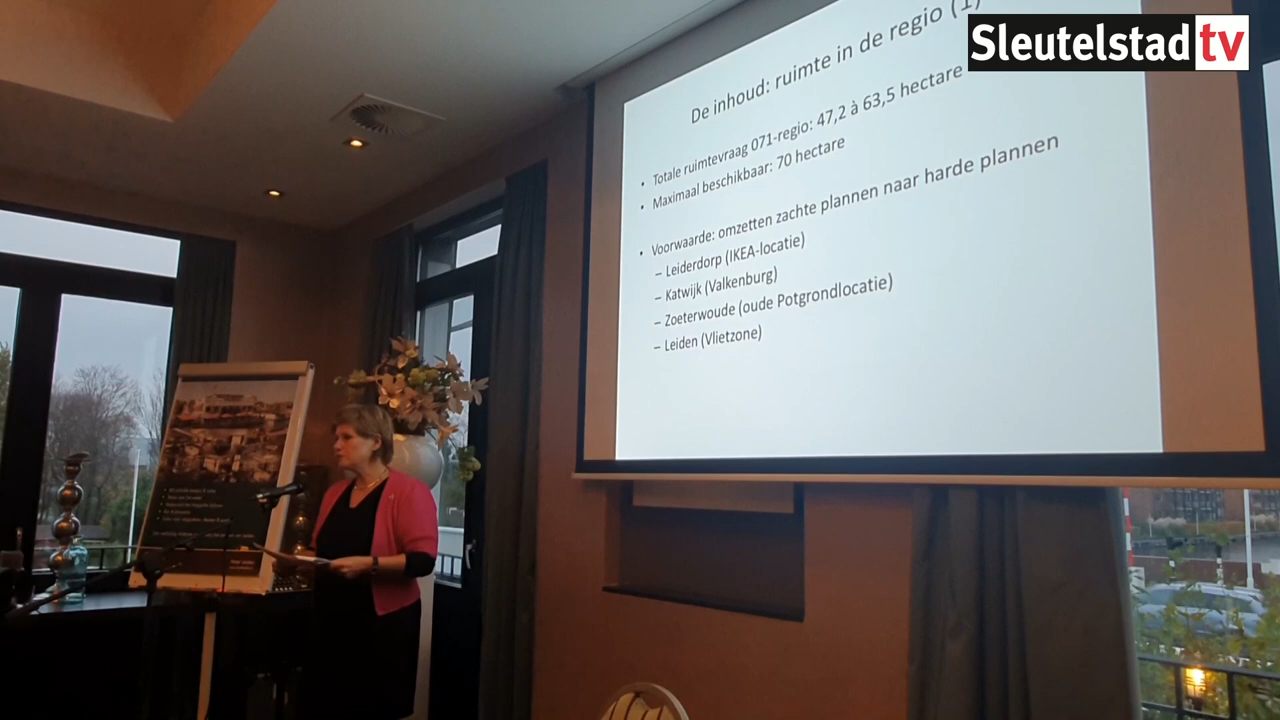 Sleutelstad tv
De inhoud: ruimte in de regio (1)
• Totale ruimtevraag 071-regio: 47,2 à 63,5 hectare
• Maximaal beschikbaar: 70 hectare
• Voorwaarde: omzetten zachte plannen naar harde plannen
– Leiderdorp (IKEA-locatie)
– Katwijk (Valkenburg)
– Zoeterwoude (oude Potgrondlocatie)
– Leiden (Vlietzone)